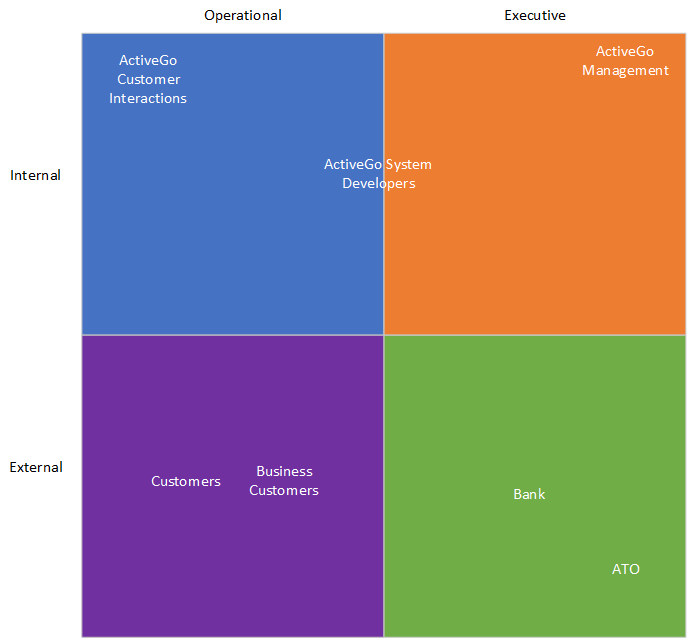 Operational
Executive
ActiveGo
Customer
Interactions
ActiveGo
Management
Internal
ActiveGo System
Developers
External
Customers
Business
Customers
Bank
ATO